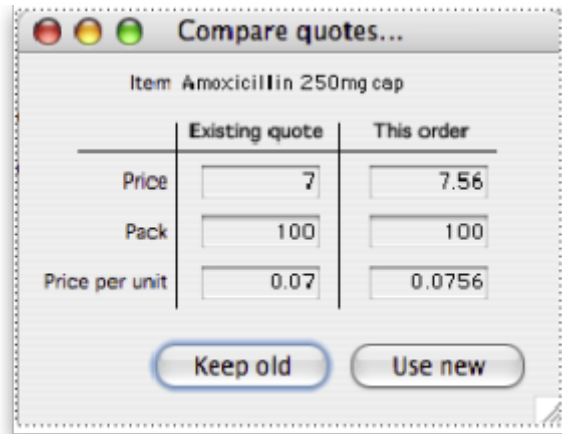 Compare quotes...
Item Amoxicillin 250mg cap
Existing quote This order
Price 7 7.56
Pack 100 100
Price per unit 0.07 0.0756
Keep old Use new